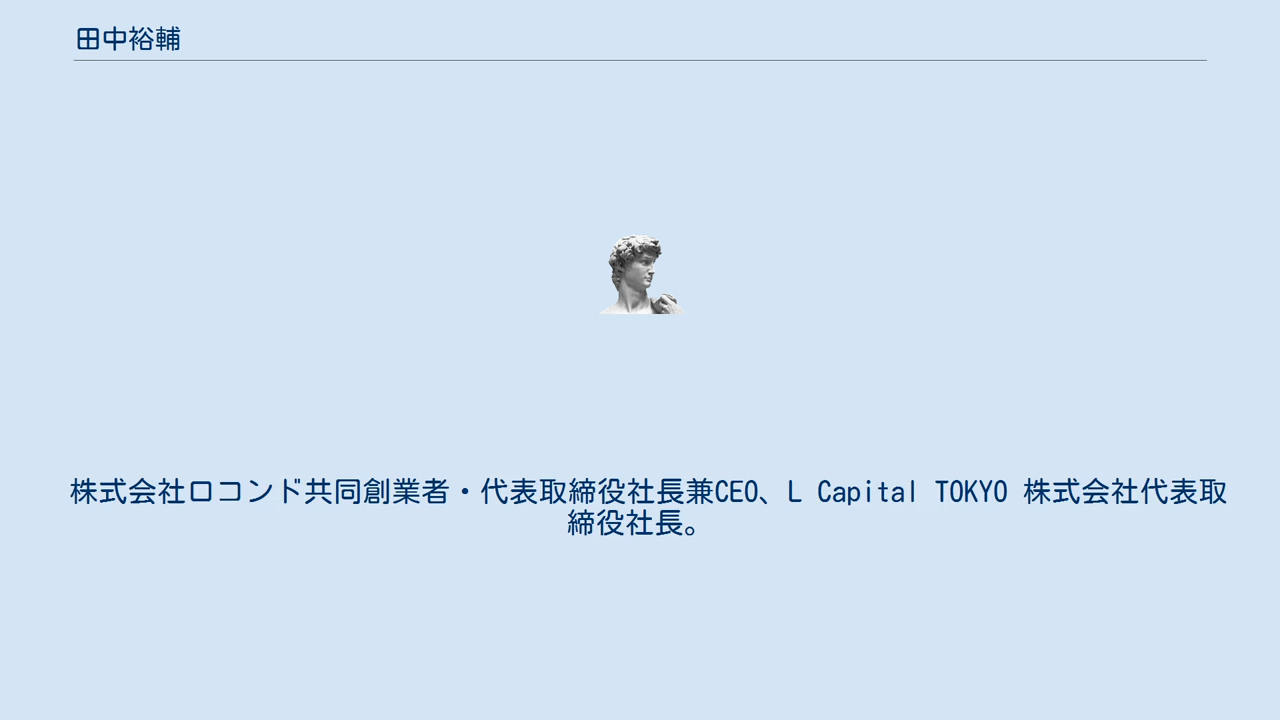 田中裕輔
株式会社ロコンド共同創業者・代表取締役社長兼CEO、L Capital TOKYO 株式会社代表取
締役社長。